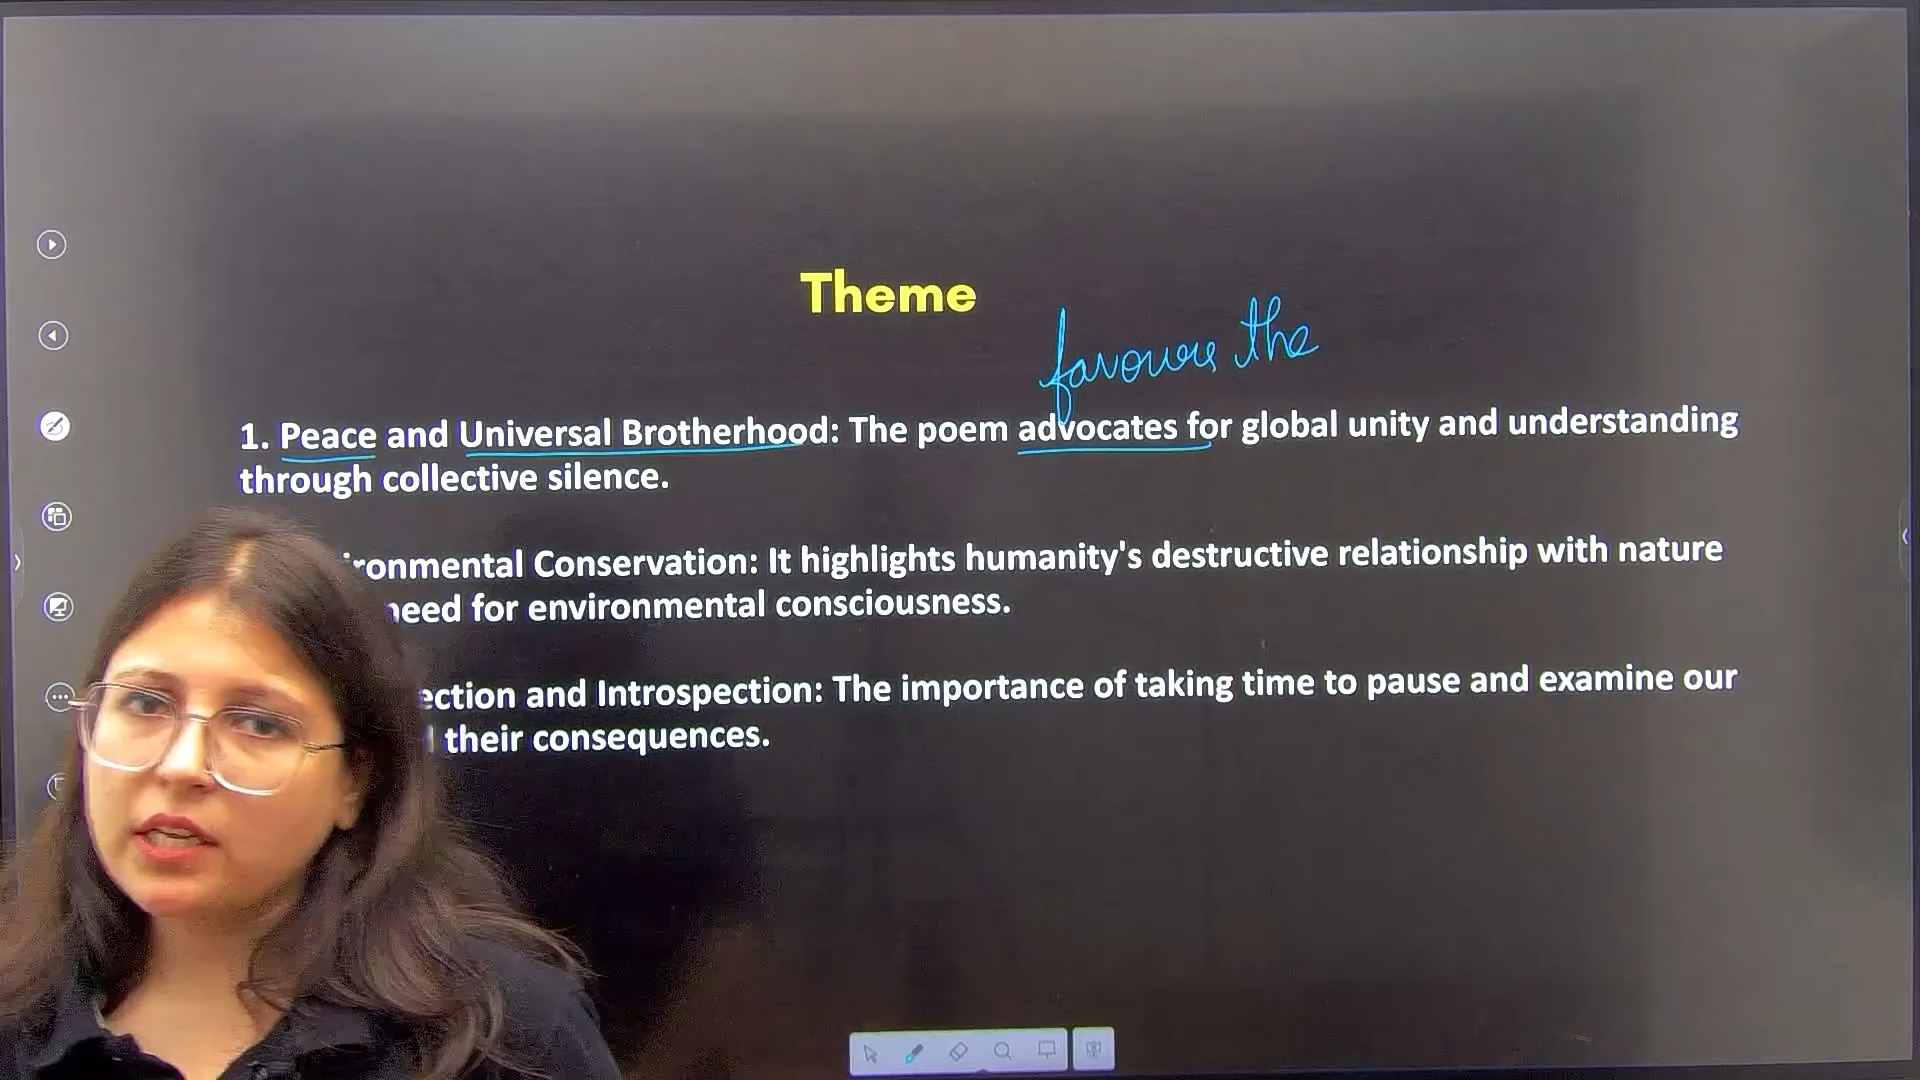 Theme
favours the
1. Peace and Universal Brotherhood: The poem advocates for global unity and understanding
through collective silence.
ironmental Conservation: It highlights humanity's destructive relationship with nature
need for environmental consciousness.
ection and Introspection: The importance of taking time to pause and examine our
their consequences.